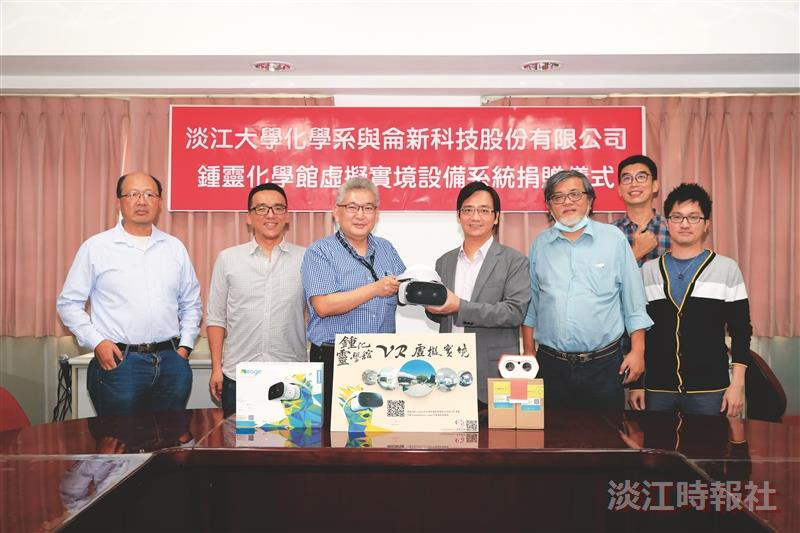 淡江大學化學系與侖新科技股份有限公司
鍾靈化學館虛擬實境設備系統捐贈儀式
鍾靈化學館 VR 虛擬實境
淡江時報社